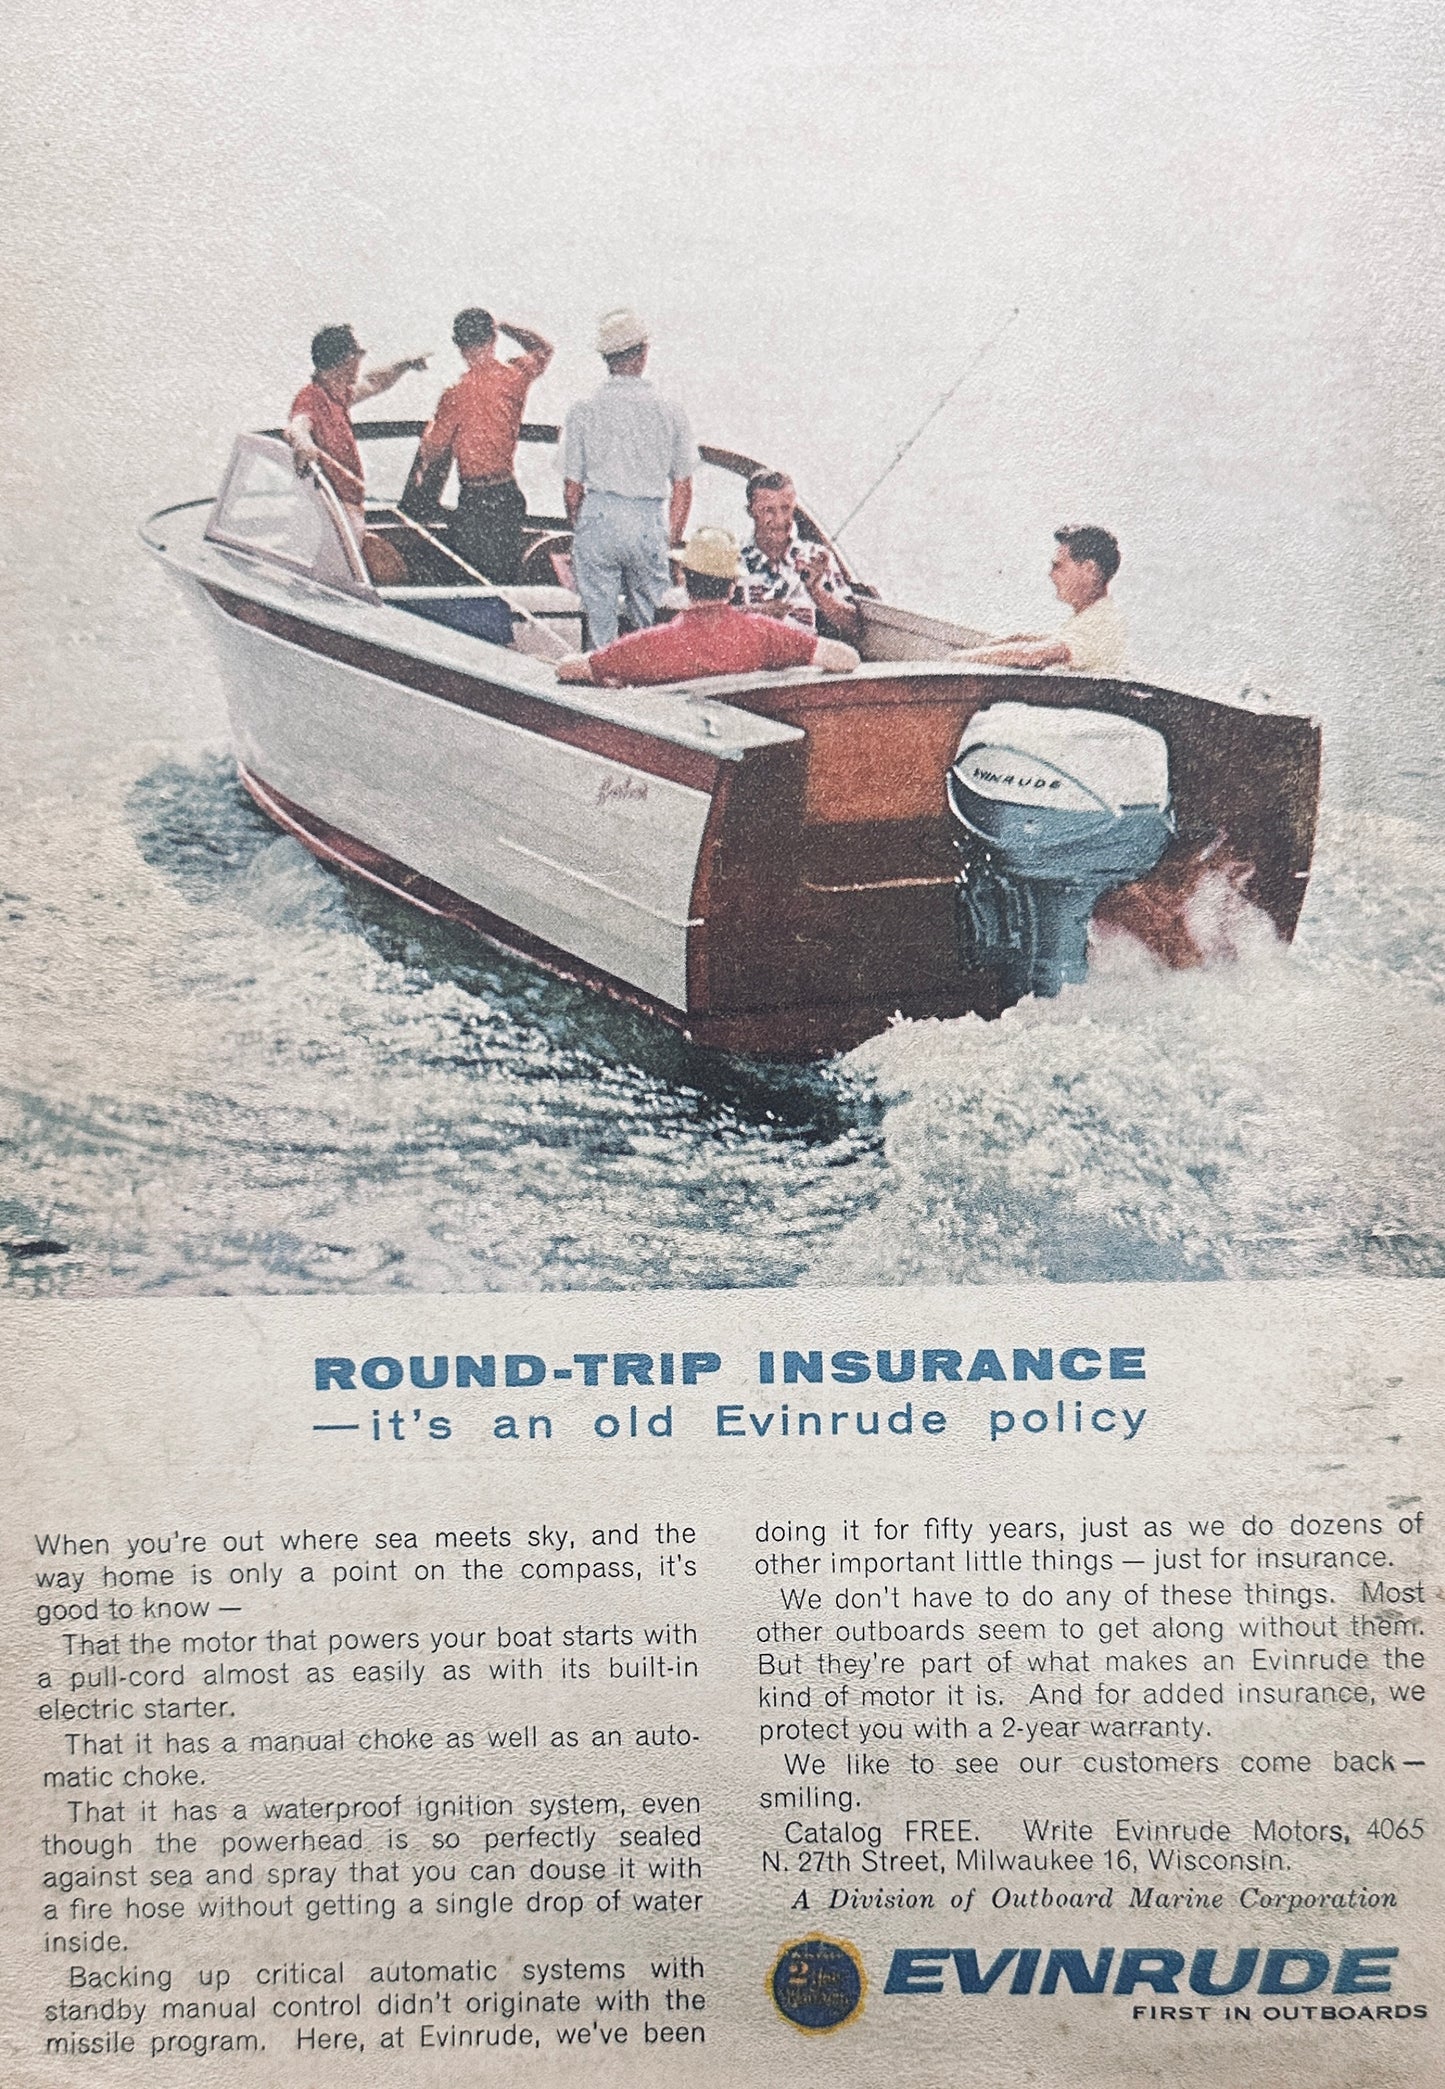 EVINRUDE
ROUND-TRIP INSURANCE
—it's an old Evinrude policy
When you're out where sea meets sky, and the
way home is only a point on the compass, it's
good to know —
That the motor that powers your boat starts with
a pull-cord almost as easily as with its built-in
electric starter.
That it has a manual choke as well as an auto-
matic choke.
That it has a waterproof ignition system, even
though the powerhead is so perfectly sealed
against sea and spray that you can douse it with
a fire hose without getting a single drop of water
inside.
Backing up critical automatic systems with
standby manual control didn't originate with the
missile program. Here, at Evinrude, we've been
doing it for fifty years, just as we do dozens of
other important little things — just for insurance.
We don't have to do any of these things. Most
other outboards seem to get along without them.
But they're part of what makes an Evinrude the
kind of motor it is. And for added insurance, we
protect you with a 2-year warranty.
We like to see our customers come back —
smiling.
Catalog FREE. Write Evinrude Motors, 4065
N. 27th Street, Milwaukee 16, Wisconsin.
A Division of Outboard Marine Corporation
2 Year
Warranty
EVINRUDE
FIRST IN OUTBOARDS